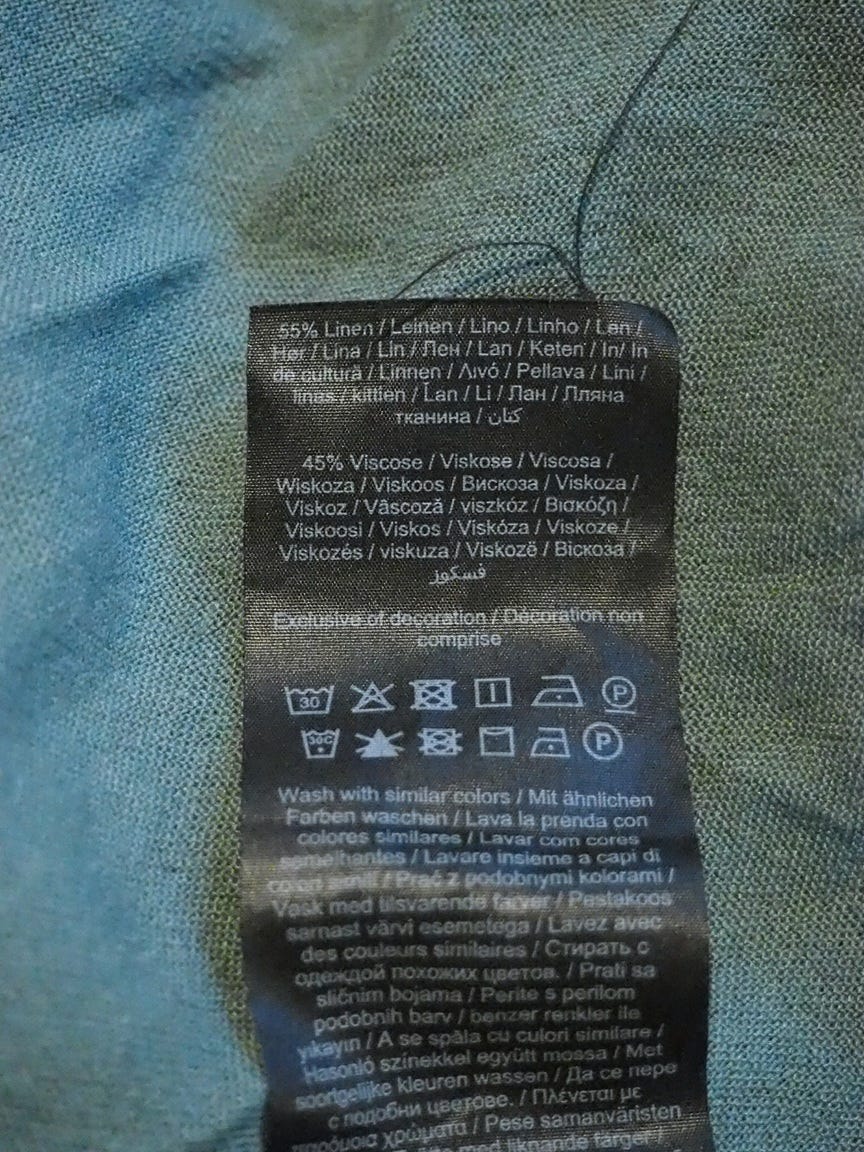 55% Linen / Leinen / Lino / Linho / Len /
Hør / Lina / Lin / Лен / Lan / Keten / In/ In
de cultură / Linnen / Λινό / Pellava / Lini /
linas / kittien / Lan / Li / Лан / Лляна
тканина / كتان
45% Viscose / Viskose / Viscosa /
Wiskoza / Viskoos / Вискоза / Viskoza /
Viskoz / Vâscoză / viszkóz / Βισκόζη /
Viskoosi / Viskos / Viskóza / Viskoze /
Viskozės / viskuza / Viskozë / Віскоза /
فسكوز
Exclusive of decoration / Décoration non
comprise
30 P
30C P
Wash with similar colors / Mit ähnlichen
Farben waschen / Lava la prenda con
colores similares / Lavar com cores
semelhantes / Lavare insieme a capi di
colori simili / Prać z podobnymi kolorami /
Vask med tilsvarende farver / Pestakoos
sarnast värvi esemetega / Lavez avec
des couleurs similaires / Стирать с
одеждой похожих цветов. / Prati sa
sličnim bojama / Perite s perilom
podobnih barv / benzer renkler ile
yıkayın / A se spăla cu culori similare /
Hasonló színekkel együtt mossa / Met
soortgelijke kleuren wassen / Да се пере
с подобни цветове. / Πλένεται με
παρόμοια χρώματα / Pese samanväristen
med liknande färger /